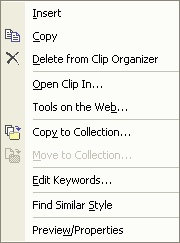 Insert
Copy
Delete from Clip Organizer
Open Clip In...
Tools on the Web...
Copy to Collection...
Move to Collection...
Edit Keywords...
Find Similar Style
Preview/Properties